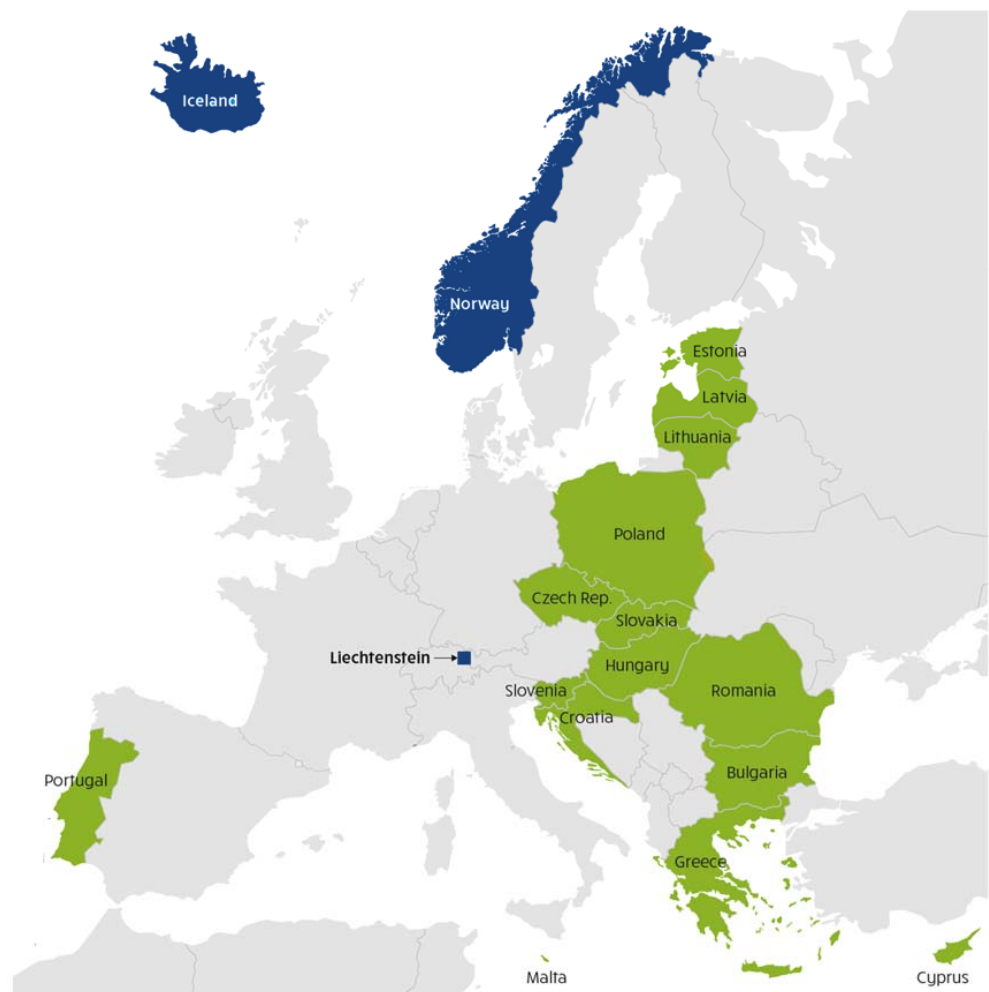 Iceland
Norway
Estonia
Latvia
Lithuania
Poland
Czech Rep.
Slovakia
Liechtenstein
Hungary
Slovenia
Romania
Croatia
Bulgaria
Portugal
Greece
Malta
Cyprus